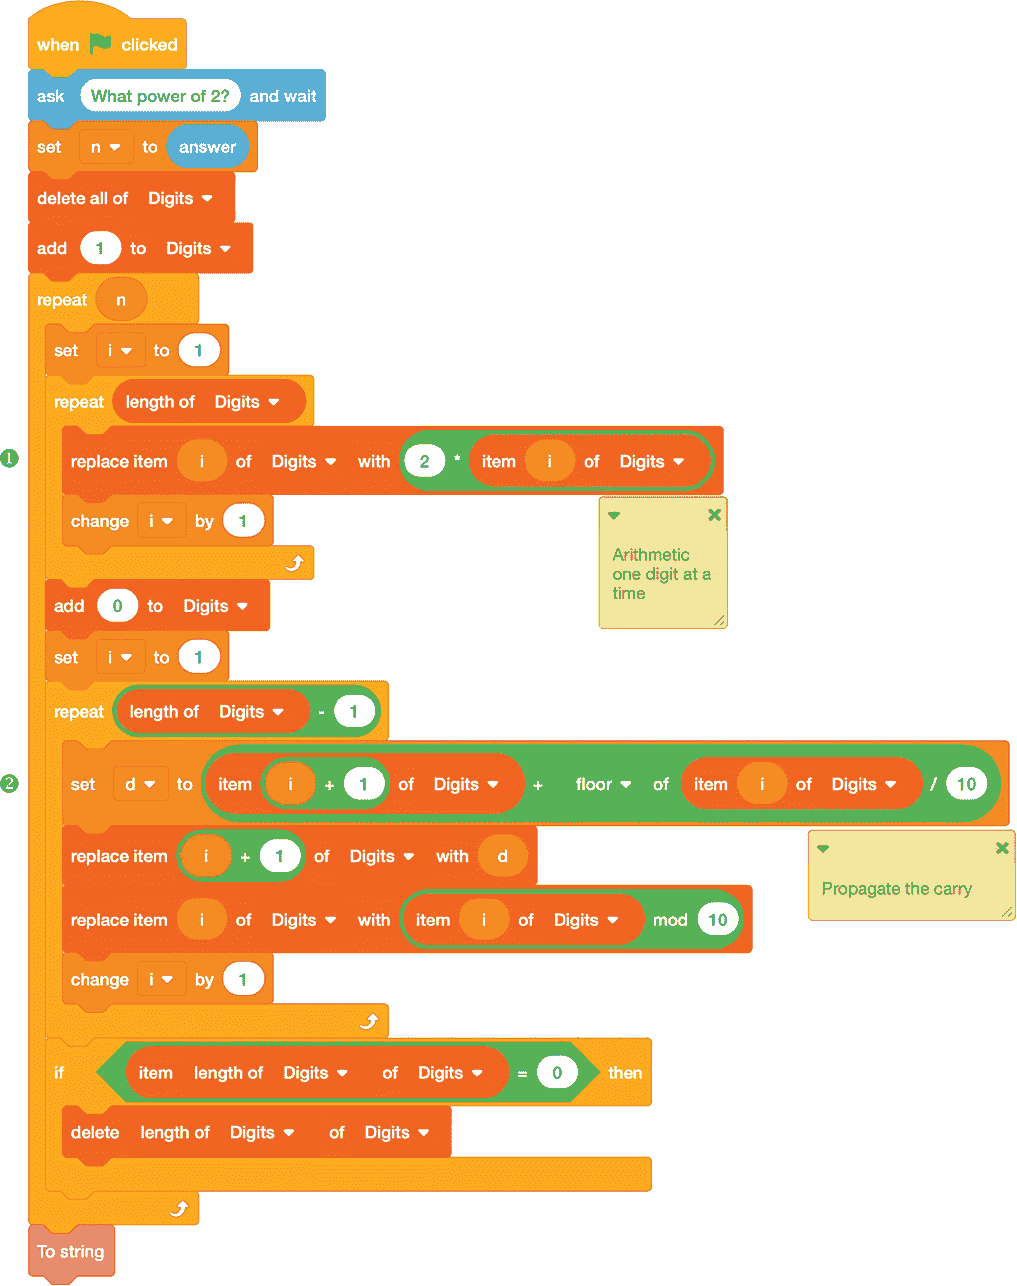 when clicked
ask What power of 2? and wait
set n to answer
delete all of Digits
add 1 to Digits
repeat n
set i to 1
repeat length of Digits
1 replace item i of Digits with 2 * item i of Digits
change i by 1
Arithmetic
one digit at a
time
add 0 to Digits
set i to 1
repeat length of Digits - 1
2 set d to item i + 1 of Digits + floor of item i of Digits / 10
replace item i + 1 of Digits with d
Propagate the carry
replace item i of Digits with item i of Digits mod 10
change i by 1
if item length of Digits of Digits = 0 then
delete length of Digits of Digits
To string